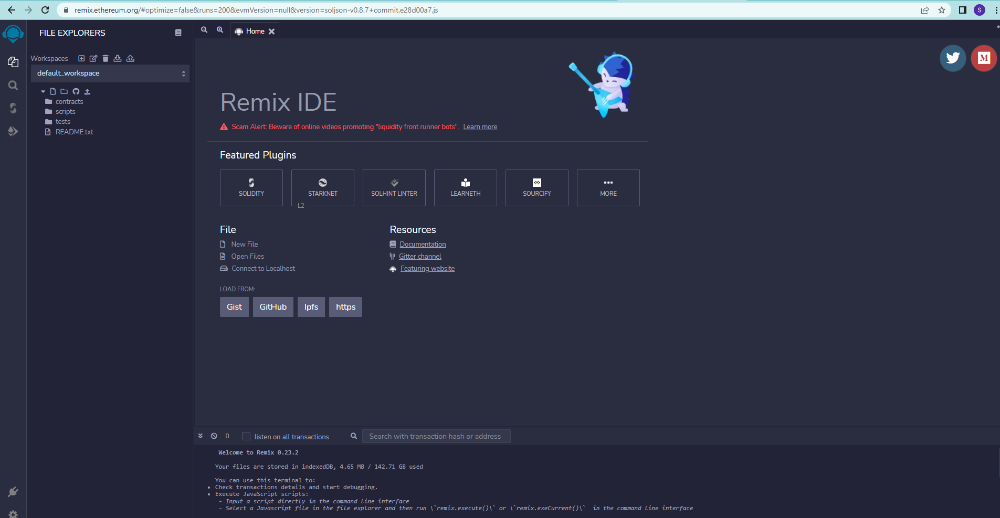 remix.ethereum.org/#optimize=false&runs=200&evmVersion=null&version=soljson-v0.8.7+commit.e28d00a7.js
S
FILE EXPLORERS
Workspaces
default_workspace
contracts
scripts
tests
README.txt
Home
M
Remix IDE
Scam Alert: Beware of online videos promoting "liquidity front runner bots". Learn more
Featured Plugins
SOLIDITY
STARKNET
L2
SOLHINT LINTER
LEARNETH
SOURCIFY
MORE
File
New File
Open Files
Connect to Localhost
Resources
Documentation
Gitter channel
Featuring website
LOAD FROM:
Gist GitHub Ipfs https
0 listen on all transactions Search with transaction hash or address
Welcome to Remix 0.23.2
Your files are stored in indexedDB, 4.65 MB / 142.71 GB used
You can use this terminal to:
• Check transactions details and start debugging.
• Execute JavaScript scripts:
- Input a script directly in the command line interface
- Select a Javascript file in the file explorer and then run \`remix.execute()\` or \`remix.exeCurrent()\` in the command line interface